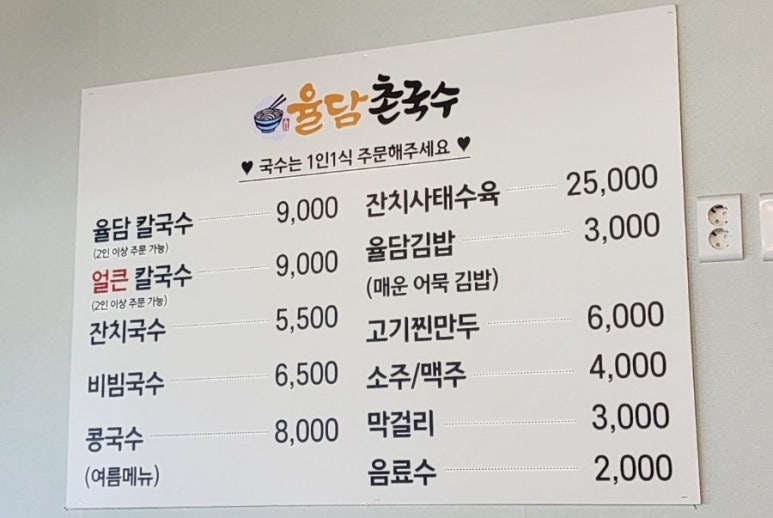 율담 촌국수
♥ 국수는 1인1식 주문해주세요 ♥
율담 칼국수 9,000
(2인 이상 주문 가능)
얼큰 칼국수 9,000
(2인 이상 주문 가능)
잔치국수 5,500
비빔국수 6,500
콩국수 8,000
(여름메뉴)
잔치사태수육 25,000
율담김밥 3,000
(매운 어묵 김밥)
고기찐만두 6,000
소주/맥주 4,000
막걸리 3,000
음료수 2,000